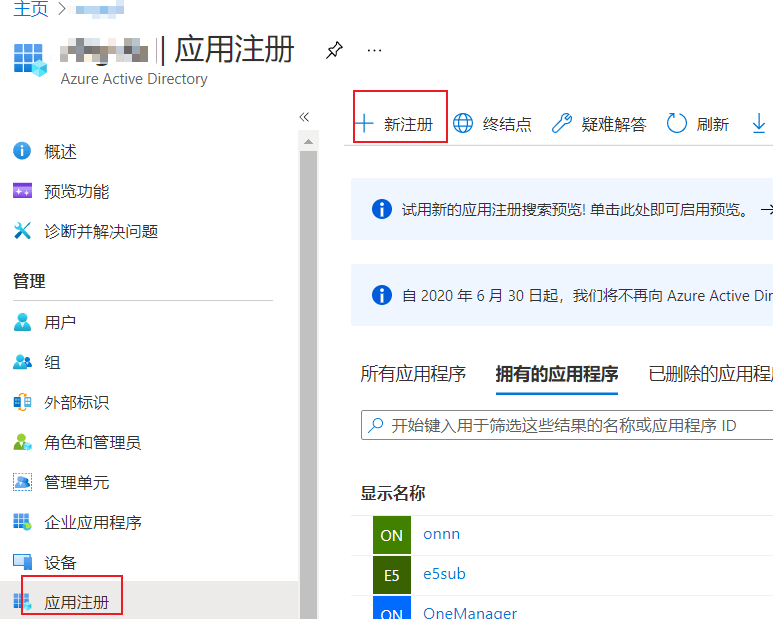 主页
应用注册
Azure Active Directory
新注册 终结点 疑难解答 刷新
概述
预览功能
诊断并解决问题
管理
用户
组
外部标识
角色和管理员
管理单元
企业应用程序
设备
应用注册
试用新的应用注册搜索预览! 单击此处即可启用预览。 →
自 2020 年 6 月 30 日起，我们将不再向 Azure Active Dir
所有应用程序 拥有的应用程序 已删除的应用程序
开始键入用于筛选这些结果的名称或应用程序 ID
显示名称
ON onnn
E5 e5sub
ON OneManager